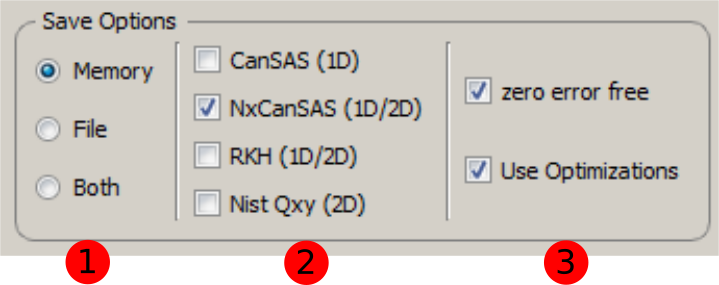 Save Options
Memory
File
Both
CanSAS (1D)
NxCanSAS (1D/2D)
RKH (1D/2D)
Nist Qxy (2D)
zero error free
Use Optimizations
1
2
3